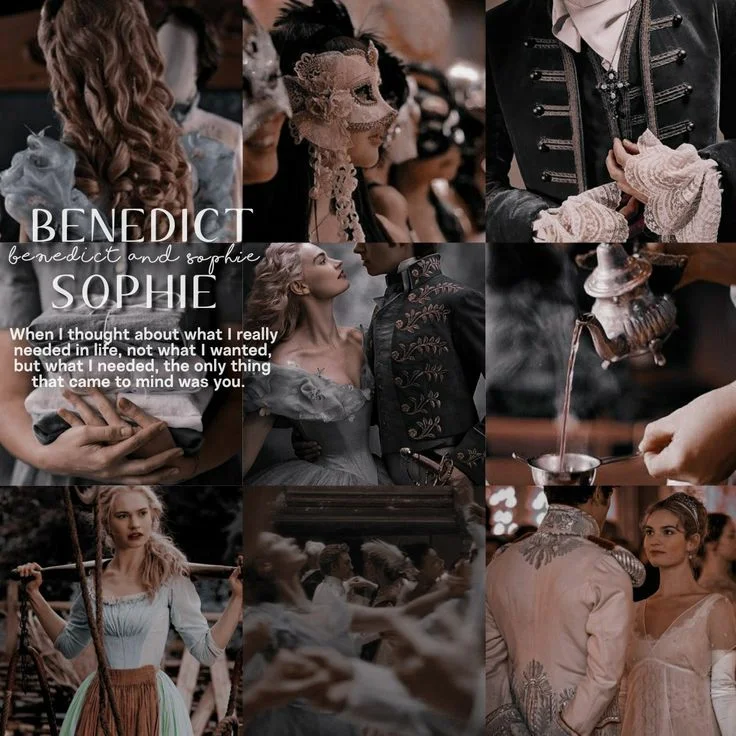 BENEDICT
benedict and sophie
SOPHIE
When I thought about what I really
needed in life, not what I wanted,
but what I needed, the only thing
that came to mind was you.